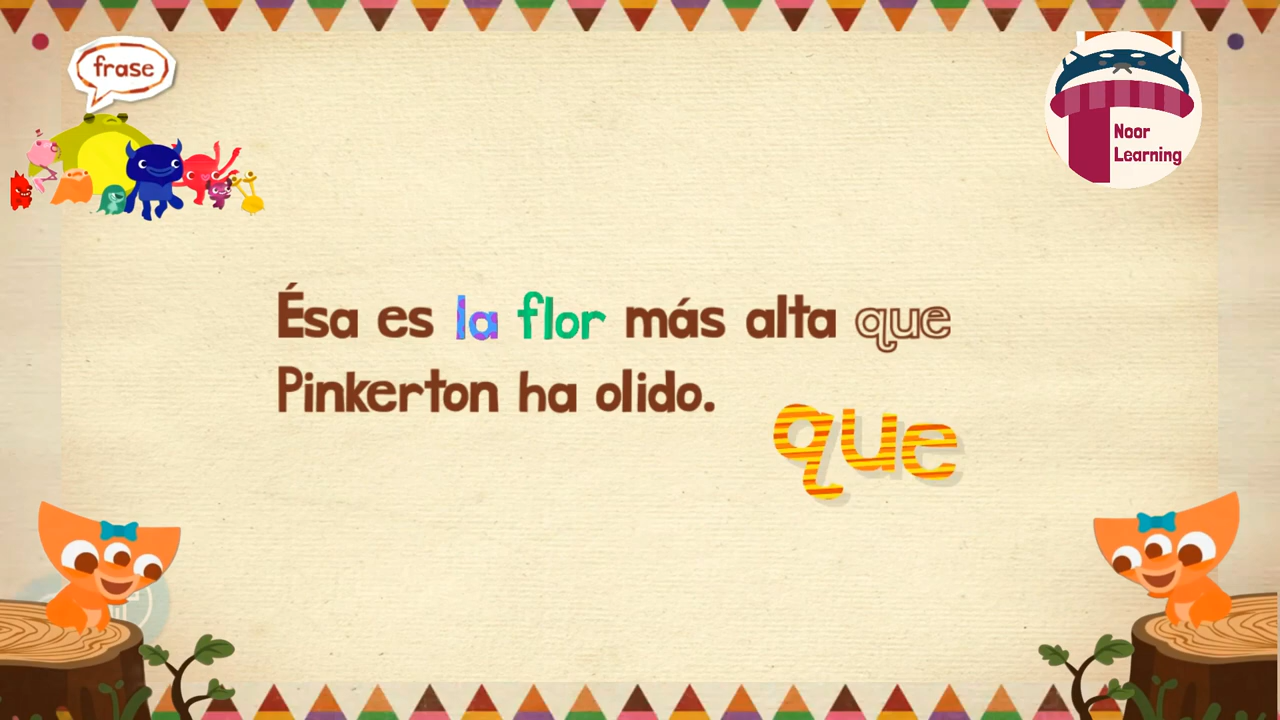 frase
Noor
Learning
Ésa es la flor más alta que
Pinkerton ha olido.
que